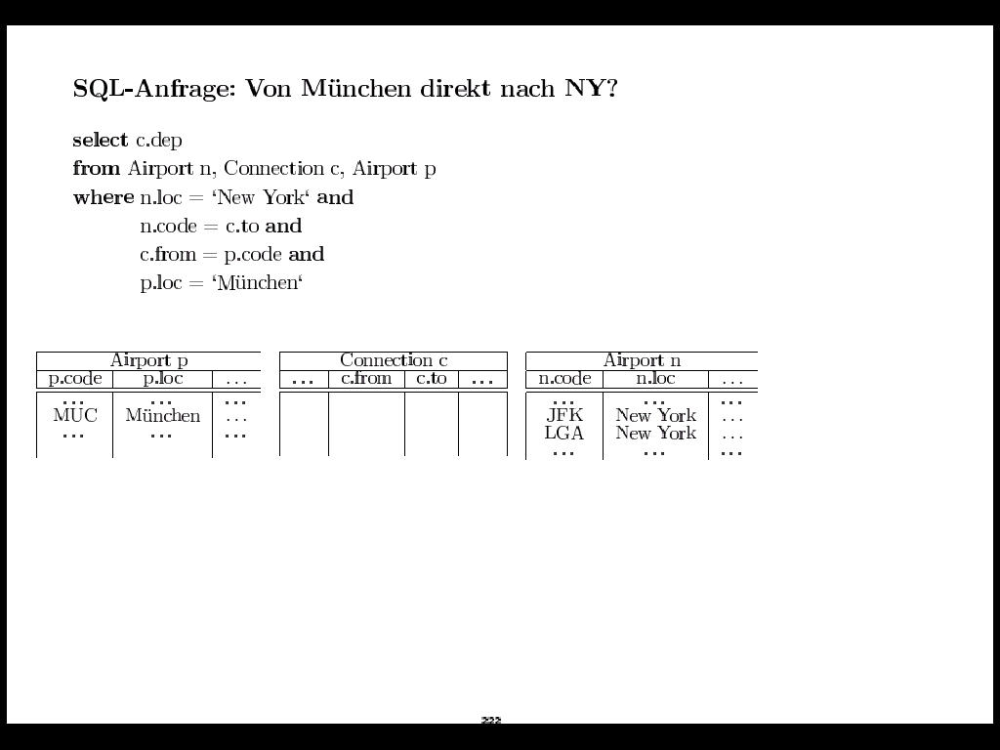 SQL-Anfrage: Von München direkt nach NY?
select c.dep
from Airport n, Connection c, Airport p
where n.loc = ‘New York‘ and
n.code = c.to and
c.from = p.code and
p.loc = ‘München‘
Airport p
p.code p.loc ...
... ... ...
MUC München ...
... ... ...
Connection c
... c.from c.to ...
Airport n
n.code n.loc ...
... ... ...
JFK New York ...
LGA New York ...
... ... ...
222